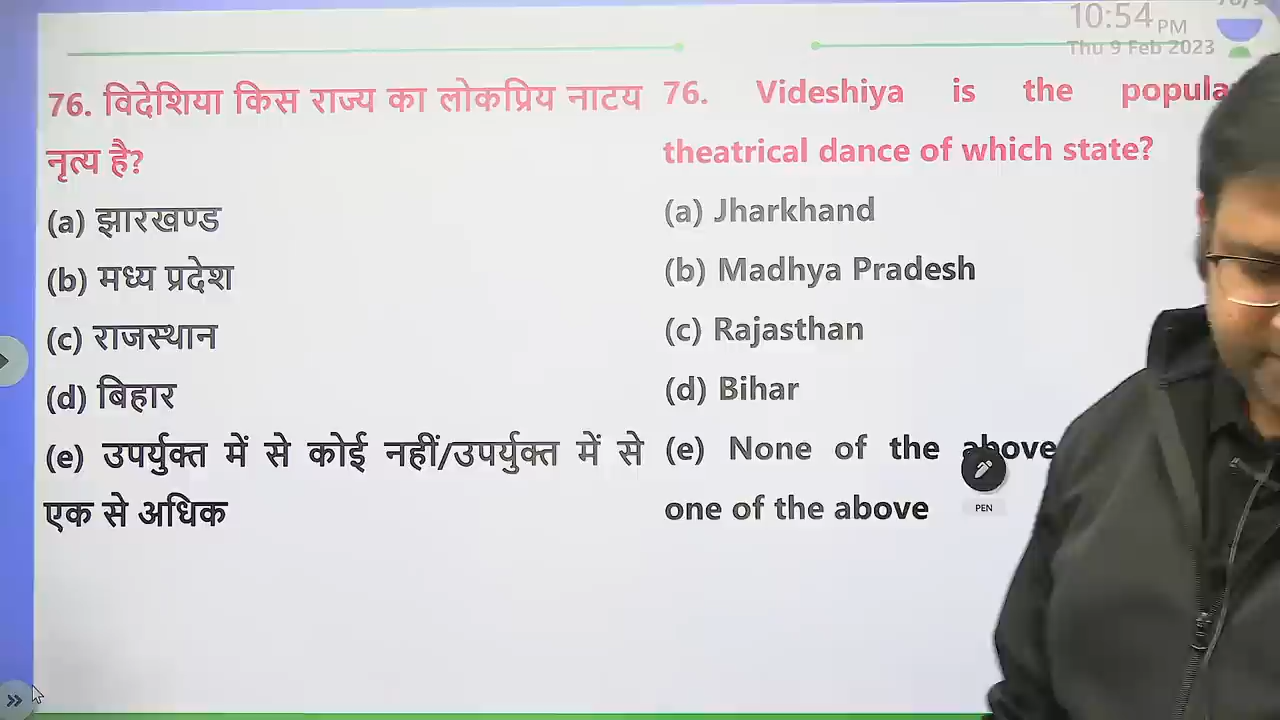 10:54 PM
Thu 9 Feb 2023
76. विदेशिया किस राज्य का लोकप्रिय नाटय
नृत्य है?
(a) झारखण्ड
(b) मध्य प्रदेश
(c) राजस्थान
(d) बिहार
(e) उपर्युक्त में से कोई नहीं/उपर्युक्त में से
एक से अधिक
76. Videshiya is the popula
theatrical dance of which state?
(a) Jharkhand
(b) Madhya Pradesh
(c) Rajasthan
(d) Bihar
(e) None of the above
one of the above
PEN